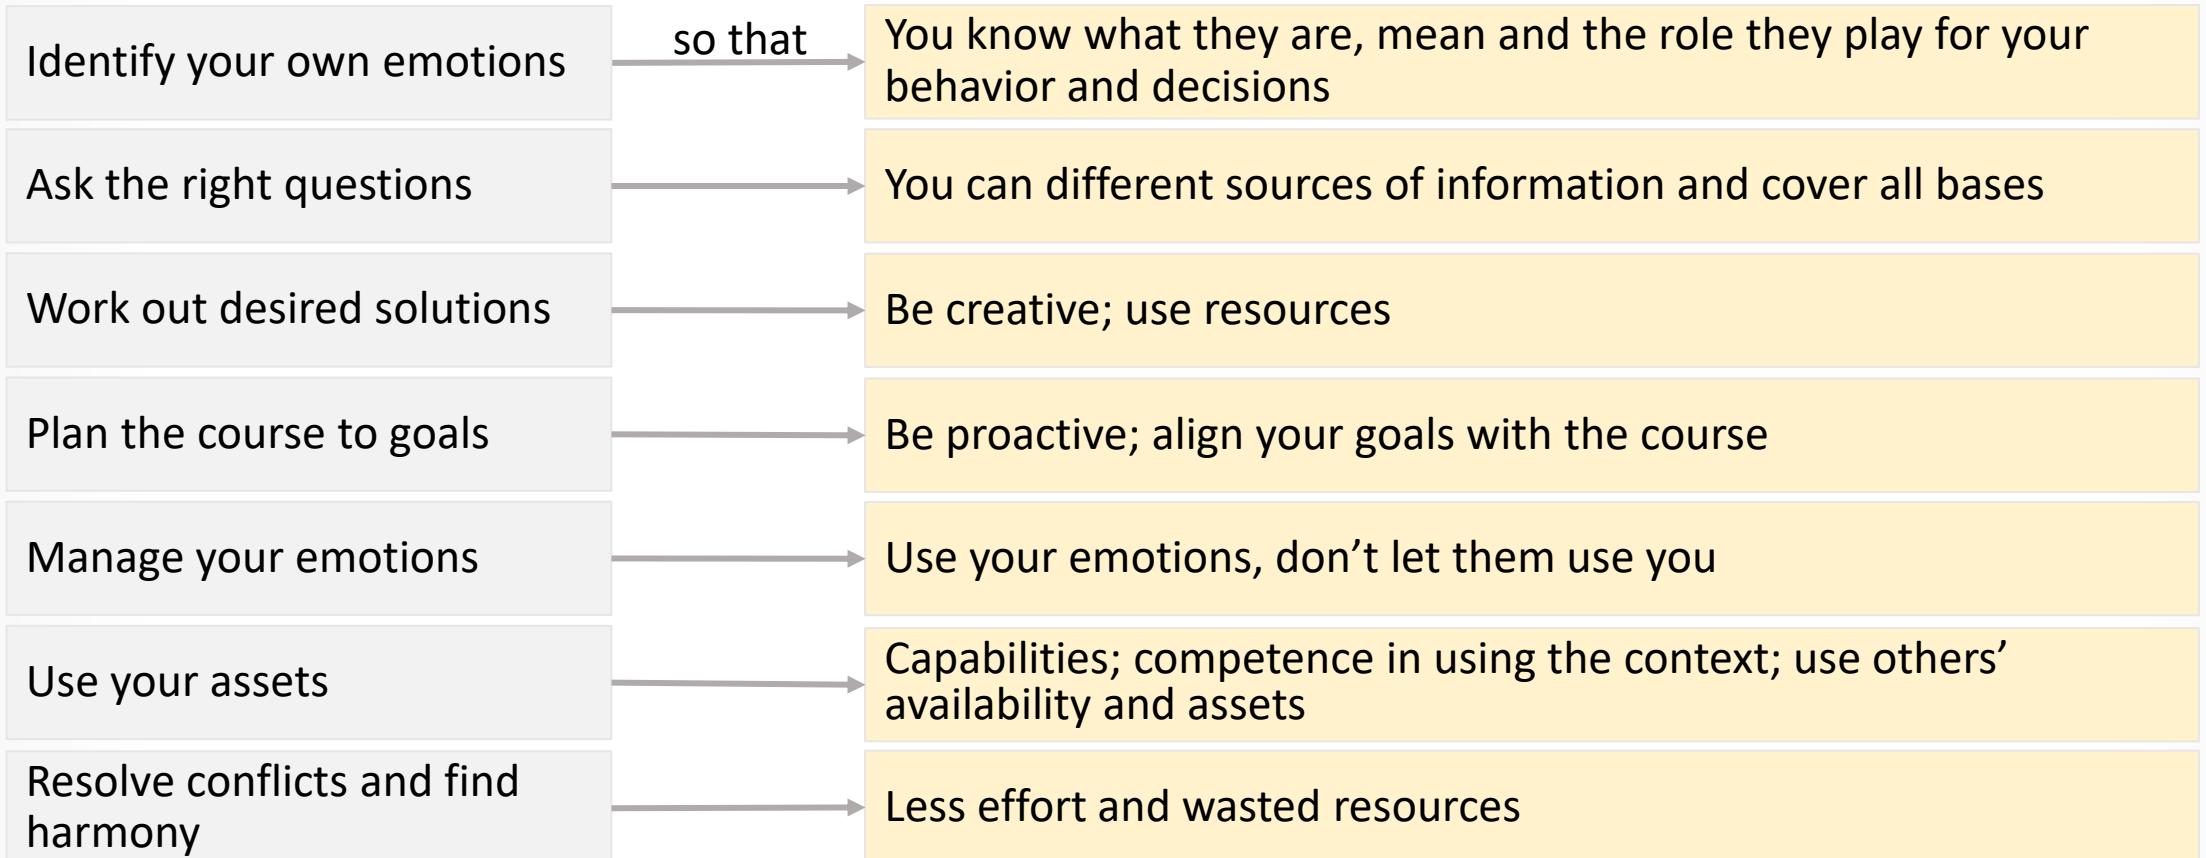 Identify your own emotions
so that
You know what they are, mean and the role they play for your
behavior and decisions
Ask the right questions
You can different sources of information and cover all bases
Work out desired solutions
Be creative; use resources
Plan the course to goals
Be proactive; align your goals with the course
Manage your emotions
Use your emotions, don’t let them use you
Use your assets
Capabilities; competence in using the context; use others’
availability and assets
Resolve conflicts and find
harmony
Less effort and wasted resources